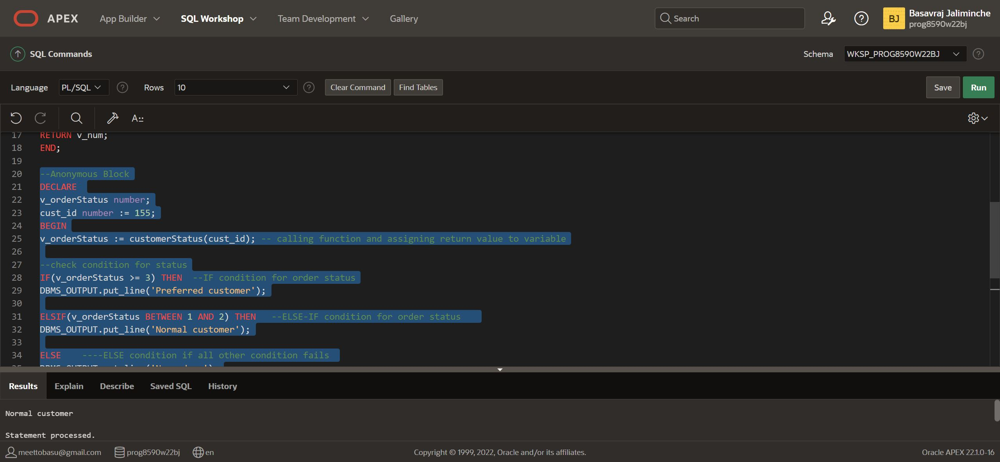 APEX App Builder SQL Workshop Team Development Gallery Search BJ Basavraj Jaliminche
prog8590w22bj
SQL Commands Schema WKSP_PROG8590W22BJ
Language PL/SQL Rows 10 Clear Command Find Tables Save Run
A::
17 RETURN v_num;
18 END;
19
20 --Anonymous Block
21 DECLARE
22 v_orderStatus number;
23 cust_id number := 155;
24 BEGIN
25 v_orderStatus := customerStatus(cust_id); -- calling function and assigning return value to variable
26
27 --check condition for status
28 IF(v_orderStatus >= 3) THEN  --IF condition for order status
29 DBMS_OUTPUT.put_line('Preferred customer');
30
31 ELSIF(v_orderStatus BETWEEN 1 AND 2) THEN   --ELSE-IF condition for order status
32 DBMS_OUTPUT.put_line('Normal customer');
33
34 ELSE    ----ELSE condition if all other condition fails
Results Explain Describe Saved SQL History
Normal customer
Statement processed.
meettobasu@gmail.com prog8590w22bj en Copyright © 1999, 2022, Oracle and/or its affiliates. Oracle APEX 22.1.0-16